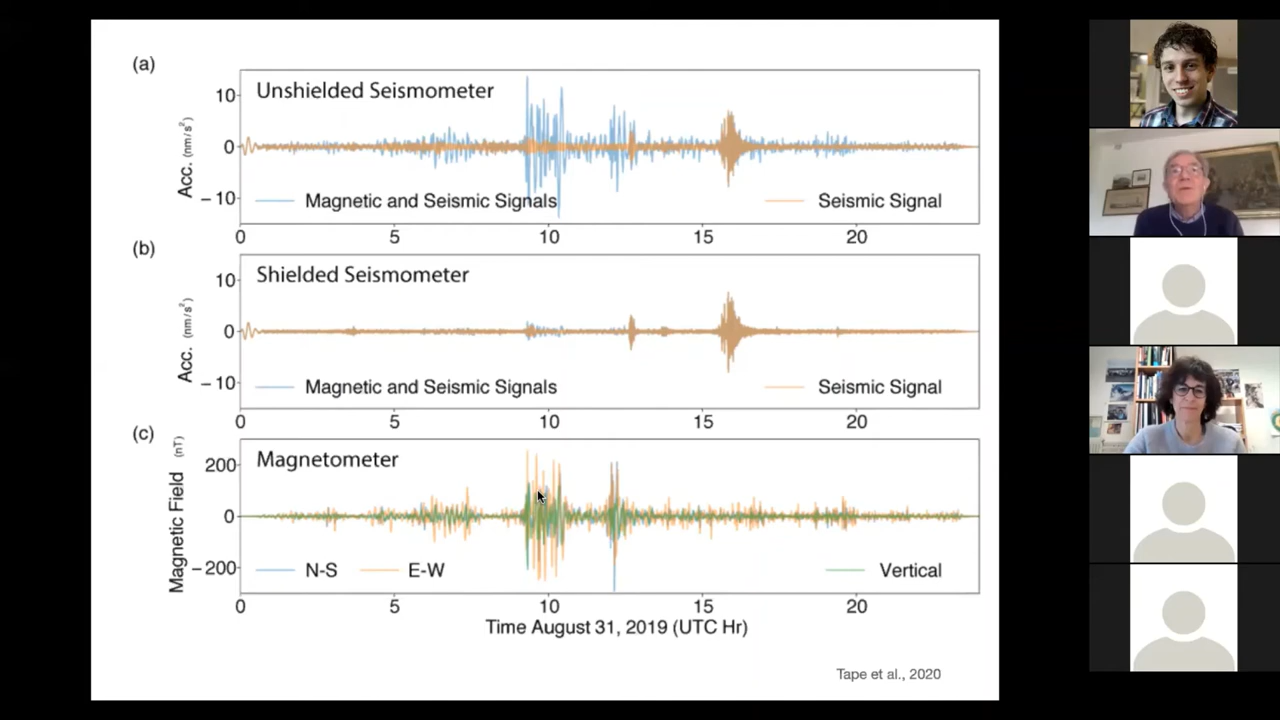 (a)
Unshielded Seismometer
10
0
– 10
Acc. (nm/s²)
Magnetic and Seismic Signals
Seismic Signal
0 5 10 15 20
(b)
Shielded Seismometer
10
0
– 10
Acc. (nm/s²)
Magnetic and Seismic Signals
Seismic Signal
0 5 10 15 20
(c)
Magnetometer
200
0
– 200
Magnetic Field (nT)
N-S
E-W
Vertical
0 5 10 15 20
Time August 31, 2019 (UTC Hr)
Tape et al., 2020